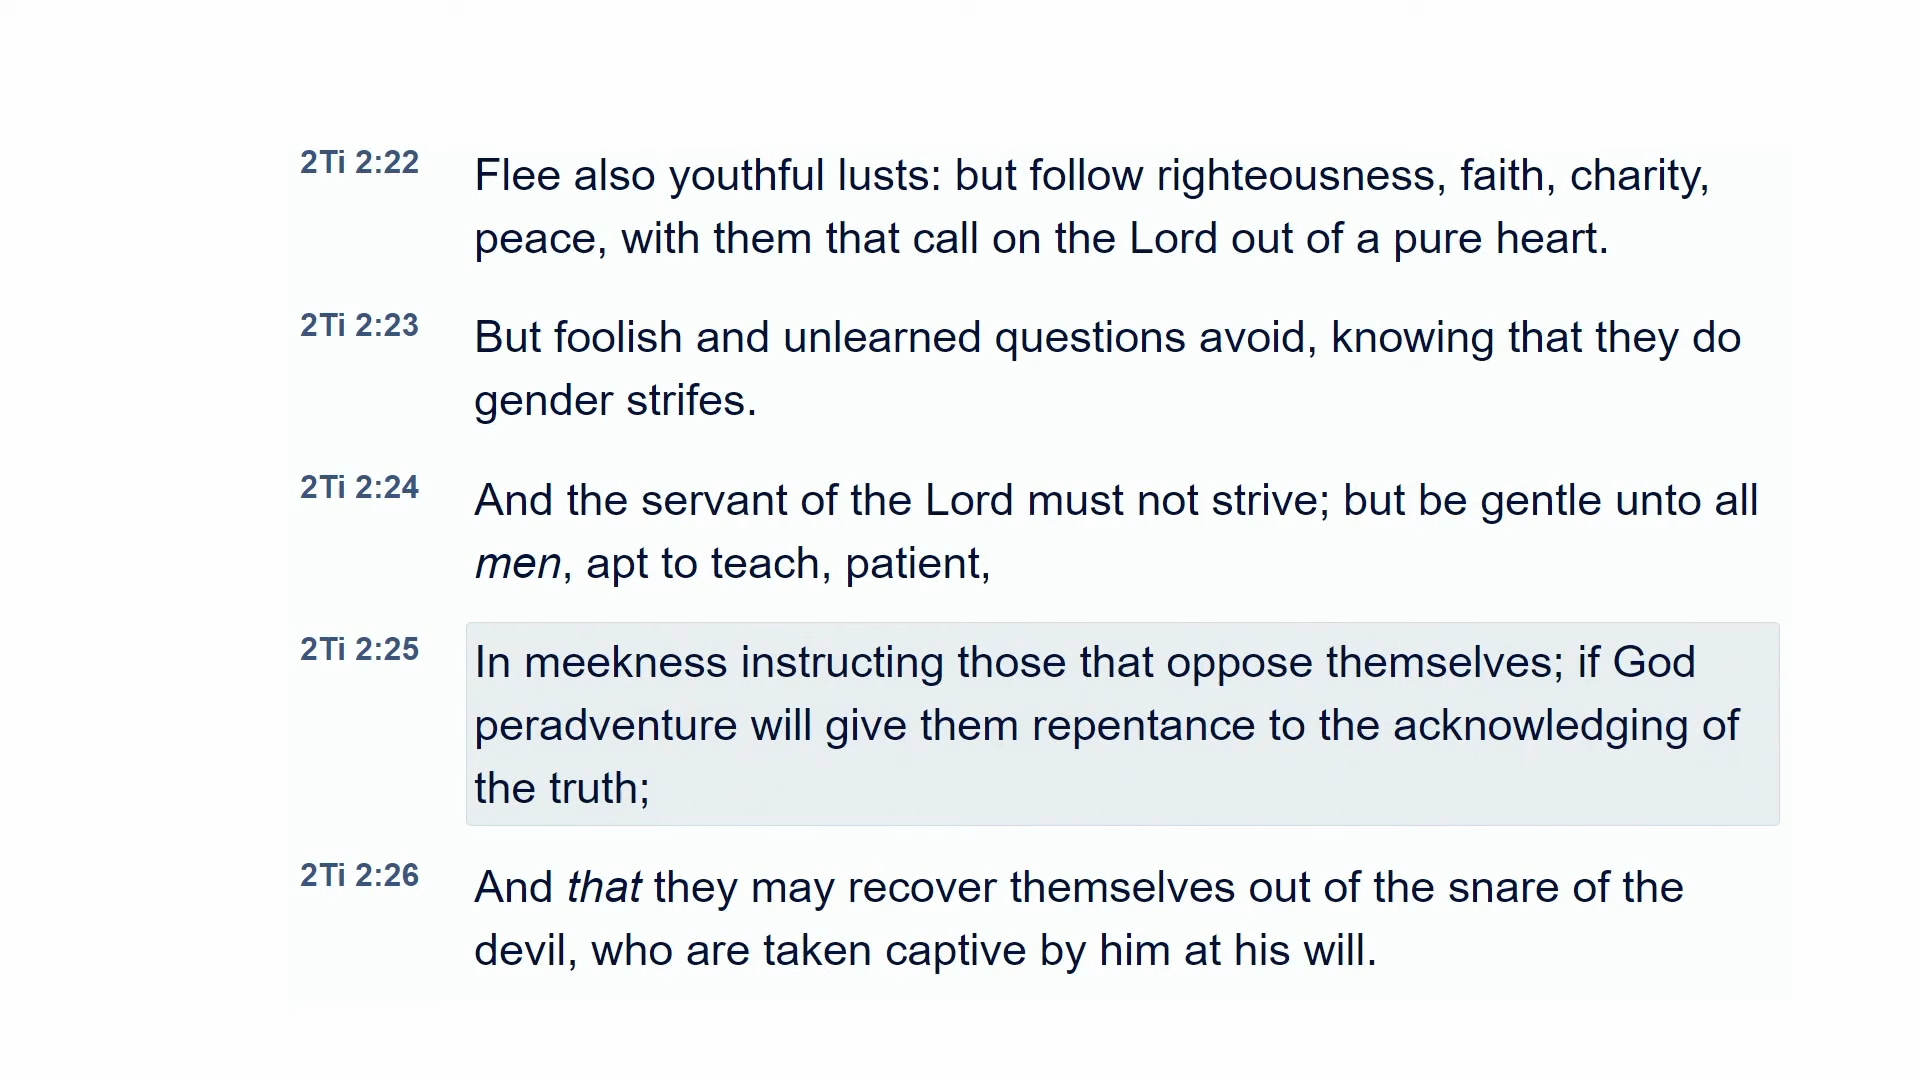 2Ti 2:22 Flee also youthful lusts: but follow righteousness, faith, charity,
peace, with them that call on the Lord out of a pure heart.
2Ti 2:23 But foolish and unlearned questions avoid, knowing that they do
gender strifes.
2Ti 2:24 And the servant of the Lord must not strive; but be gentle unto all
men, apt to teach, patient,
2Ti 2:25 In meekness instructing those that oppose themselves; if God
peradventure will give them repentance to the acknowledging of
the truth;
2Ti 2:26 And that they may recover themselves out of the snare of the
devil, who are taken captive by him at his will.